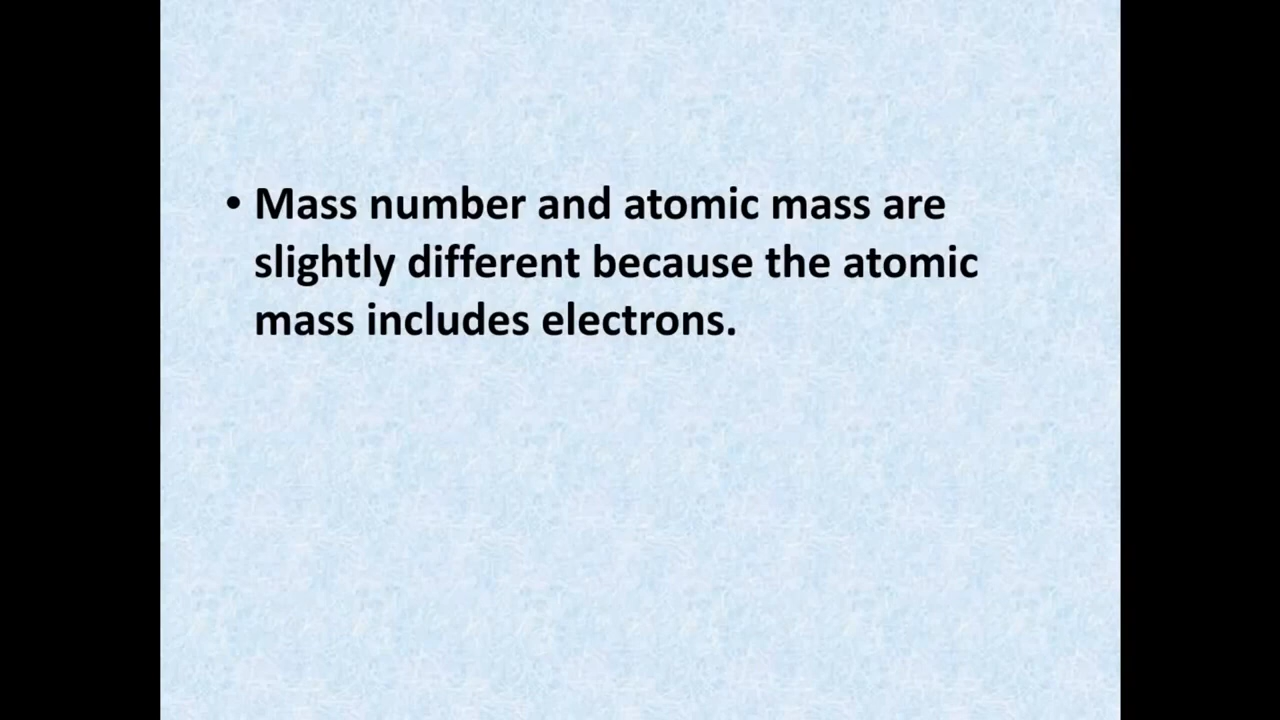 • Mass number and atomic mass are
slightly different because the atomic
mass includes electrons.